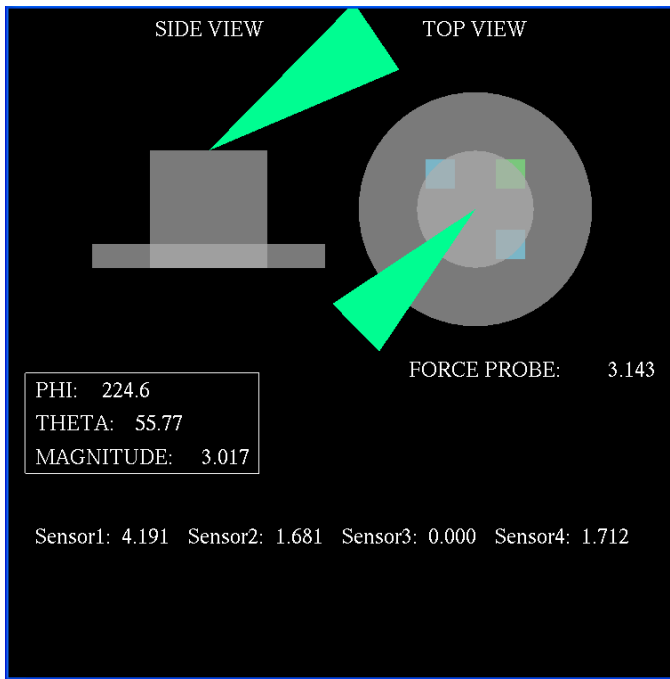 SIDE VIEW TOP VIEW
FORCE PROBE: 3.143
PHI: 224.6
THETA: 55.77
MAGNITUDE: 3.017
Sensor1: 4.191 Sensor2: 1.681 Sensor3: 0.000 Sensor4: 1.712